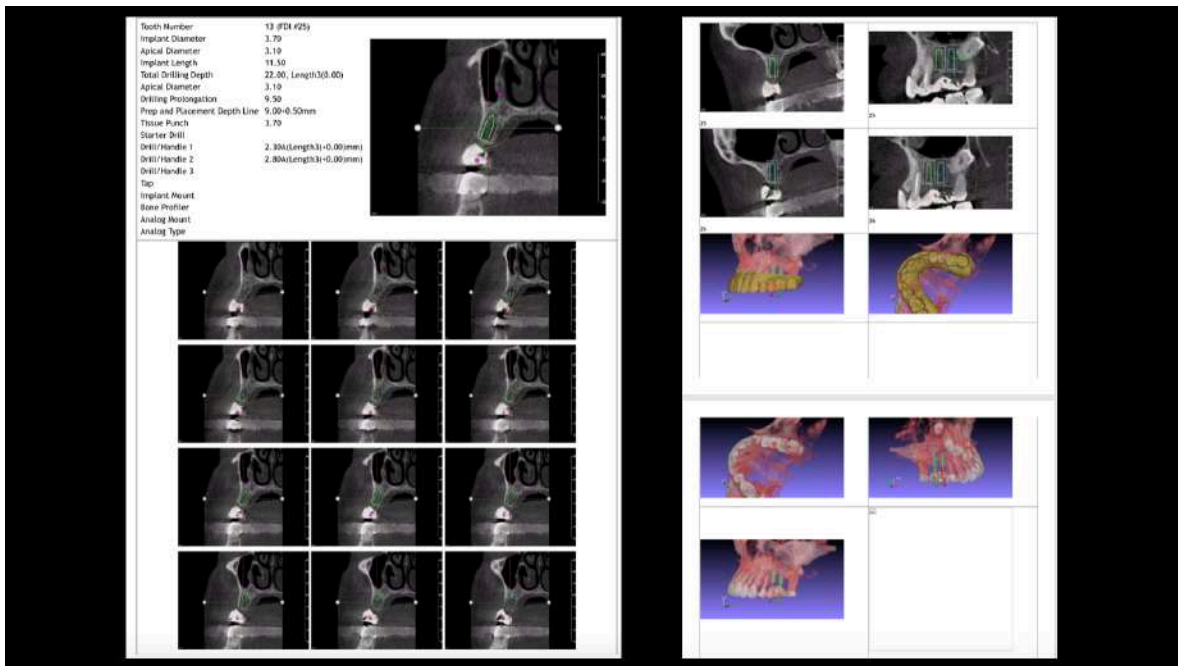 Tooth Number 13 (FDI #25)
Implant Diameter 3.70
Apical Diameter 3.10
Implant Length 11.50
Total Drilling Depth 22.00, Length3(0.00)
Apical Diameter 3.10
Drilling Prolongation 9.50
Prep and Placement Depth Line 9.00+0.50mm
Tissue Punch 3.70
Starter Drill
Drill/Handle 1 2.30A(Length3)(+0.00)mm)
Drill/Handle 2 2.80A(Length3)(+0.00)mm)
Drill/Handle 3
Tap
Implant Mount
Bone Profiler
Analog Mount
Analog Type